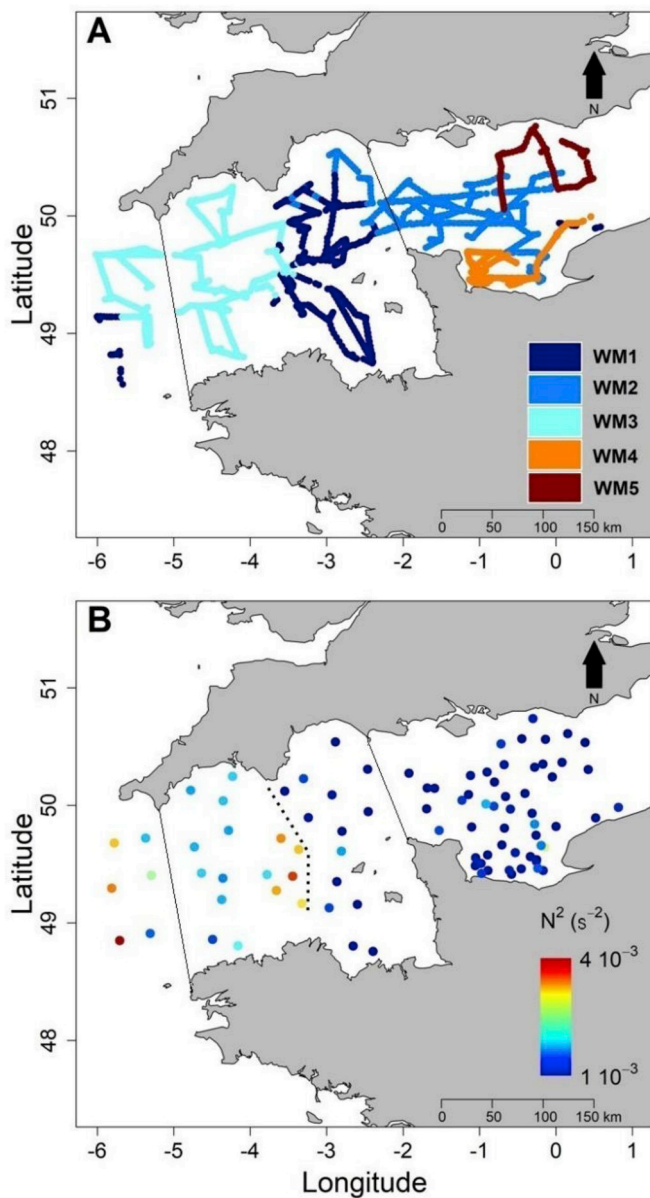 A
N
Latitude
51
50
49
48
WM1
WM2
WM3
WM4
WM5
0 50 100 150 km
-6 -5 -4 -3 -2 -1 0 1
B
N
Latitude
51
50
49
48
N² (s⁻²)
4 10⁻³
1 10⁻³
0 50 100 150 km
-6 -5 -4 -3 -2 -1 0 1
Longitude